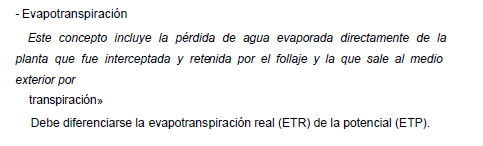 - Evapotranspiración
Este concepto incluye la pérdida de agua evaporada directamente de la
planta que fue interceptada y retenida por el follaje y la que sale al medio
exterior por
transpiración»
Debe diferenciarse la evapotranspiración real (ETR) de la potencial (ETP).